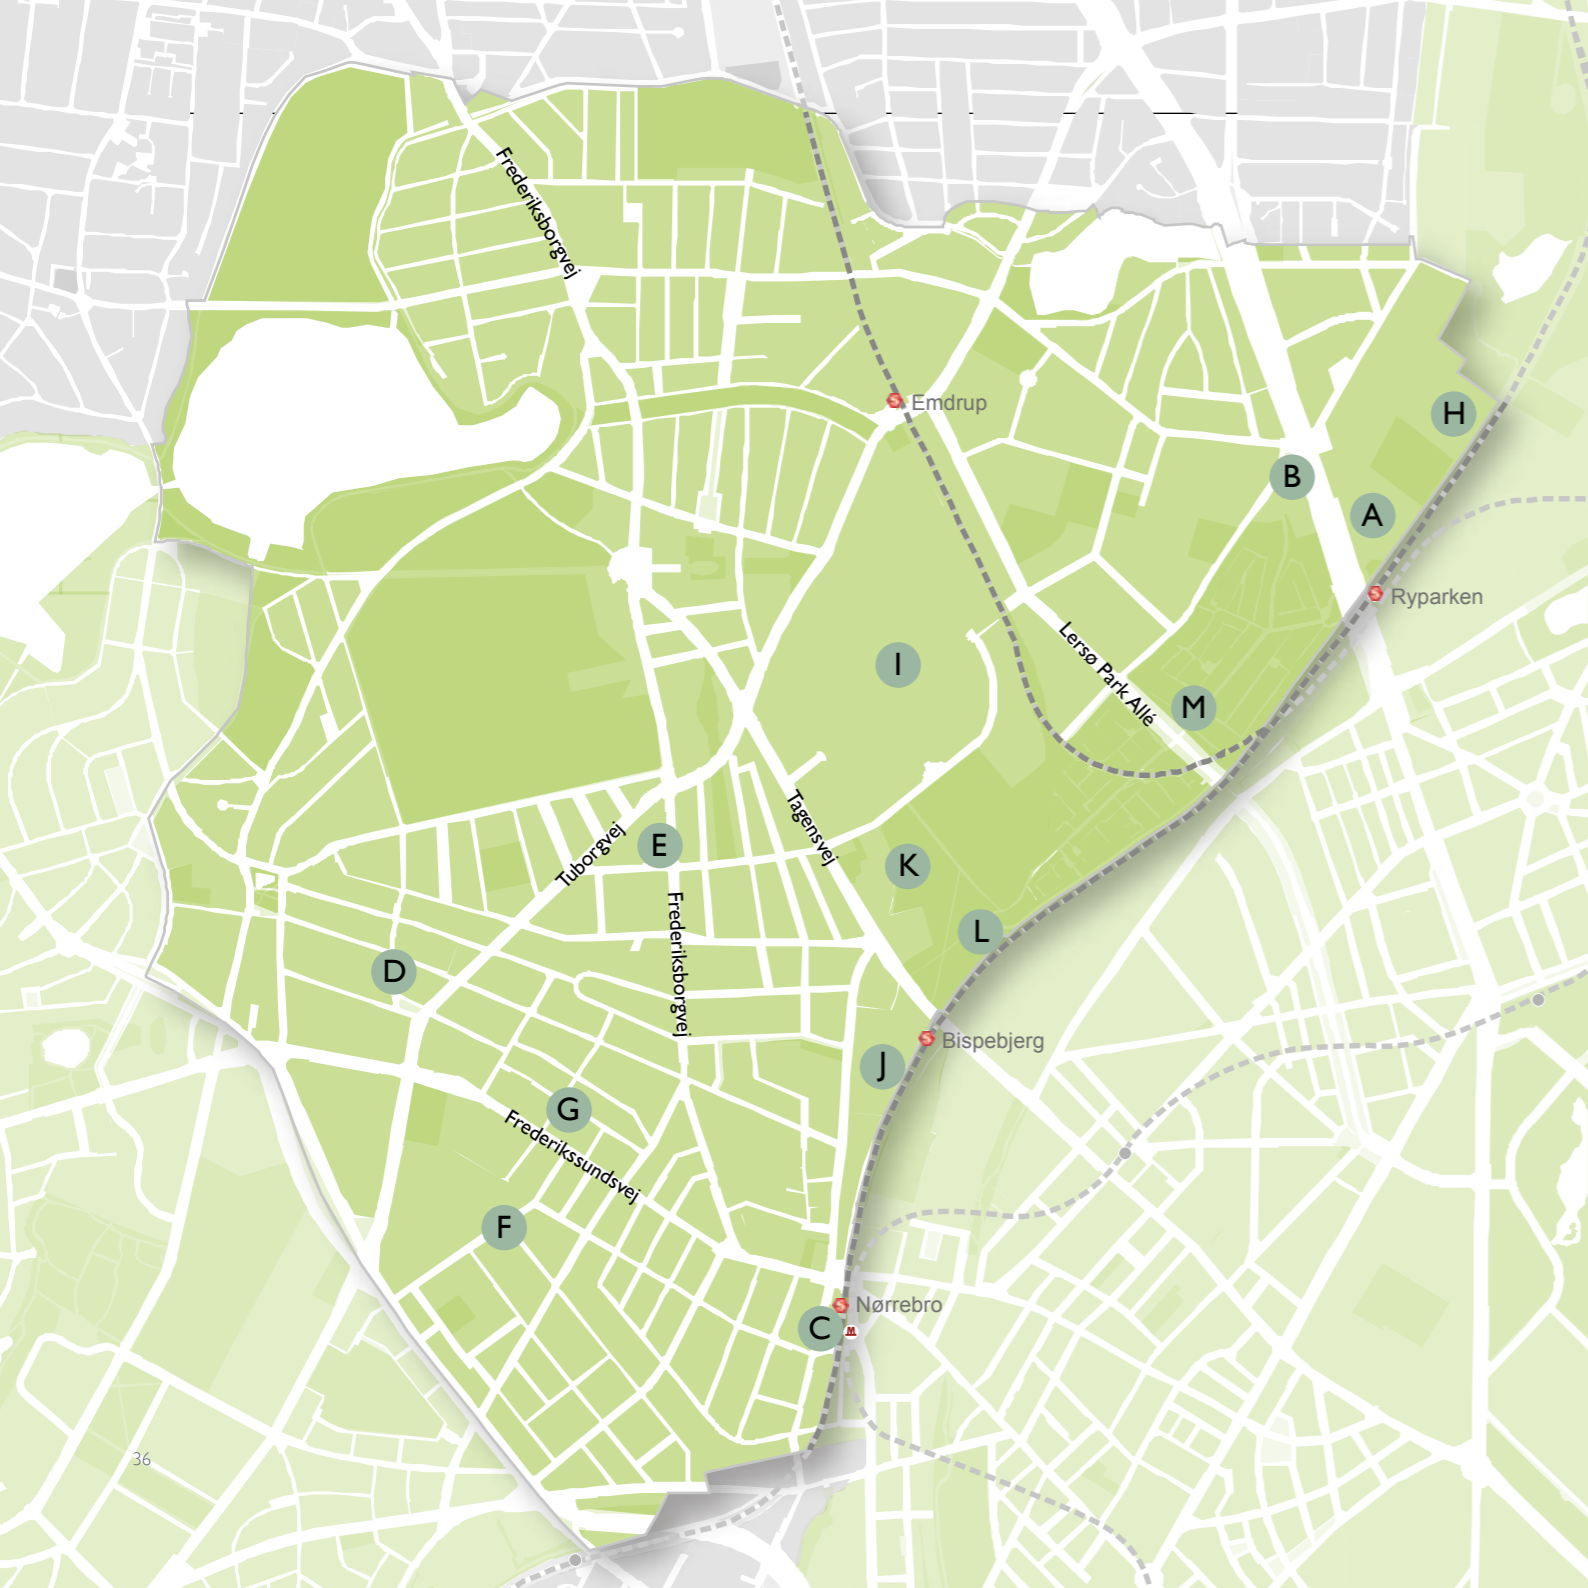 Frederiksborgvej
Emdrup
H
B
A
Ryparken
Lersø Park Allé
I
M
Tagensvej
Tuborgvej
E
K
Frederiksborgvej
L
D
Bispebjerg
J
G
Frederikssundsvej
F
Nørrebro
C
M
36